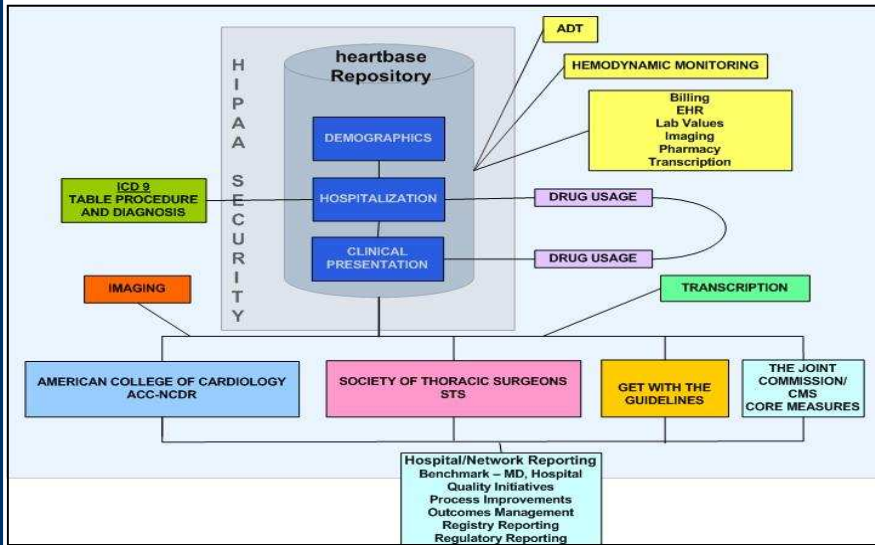 heartbase
Repository
HIPAA SECURITY
ADT
HEMODYNAMIC MONITORING
Billing
EHR
Lab Values
Imaging
Pharmacy
Transcription
DEMOGRAPHICS
HOSPITALIZATION
CLINICAL
PRESENTATION
ICD 9
TABLE PROCEDURE
AND DIAGNOSIS
DRUG USAGE
DRUG USAGE
IMAGING
TRANSCRIPTION
AMERICAN COLLEGE OF CARDIOLOGY
ACC-NCDR
SOCIETY OF THORACIC SURGEONS
STS
GET WITH THE
GUIDELINES
THE JOINT
COMMISSION/
CMS
CORE MEASURES
Hospital/Network Reporting
Benchmark – MD, Hospital
Quality Initiatives
Process Improvements
Outcomes Management
Registry Reporting
Regulatory Reporting